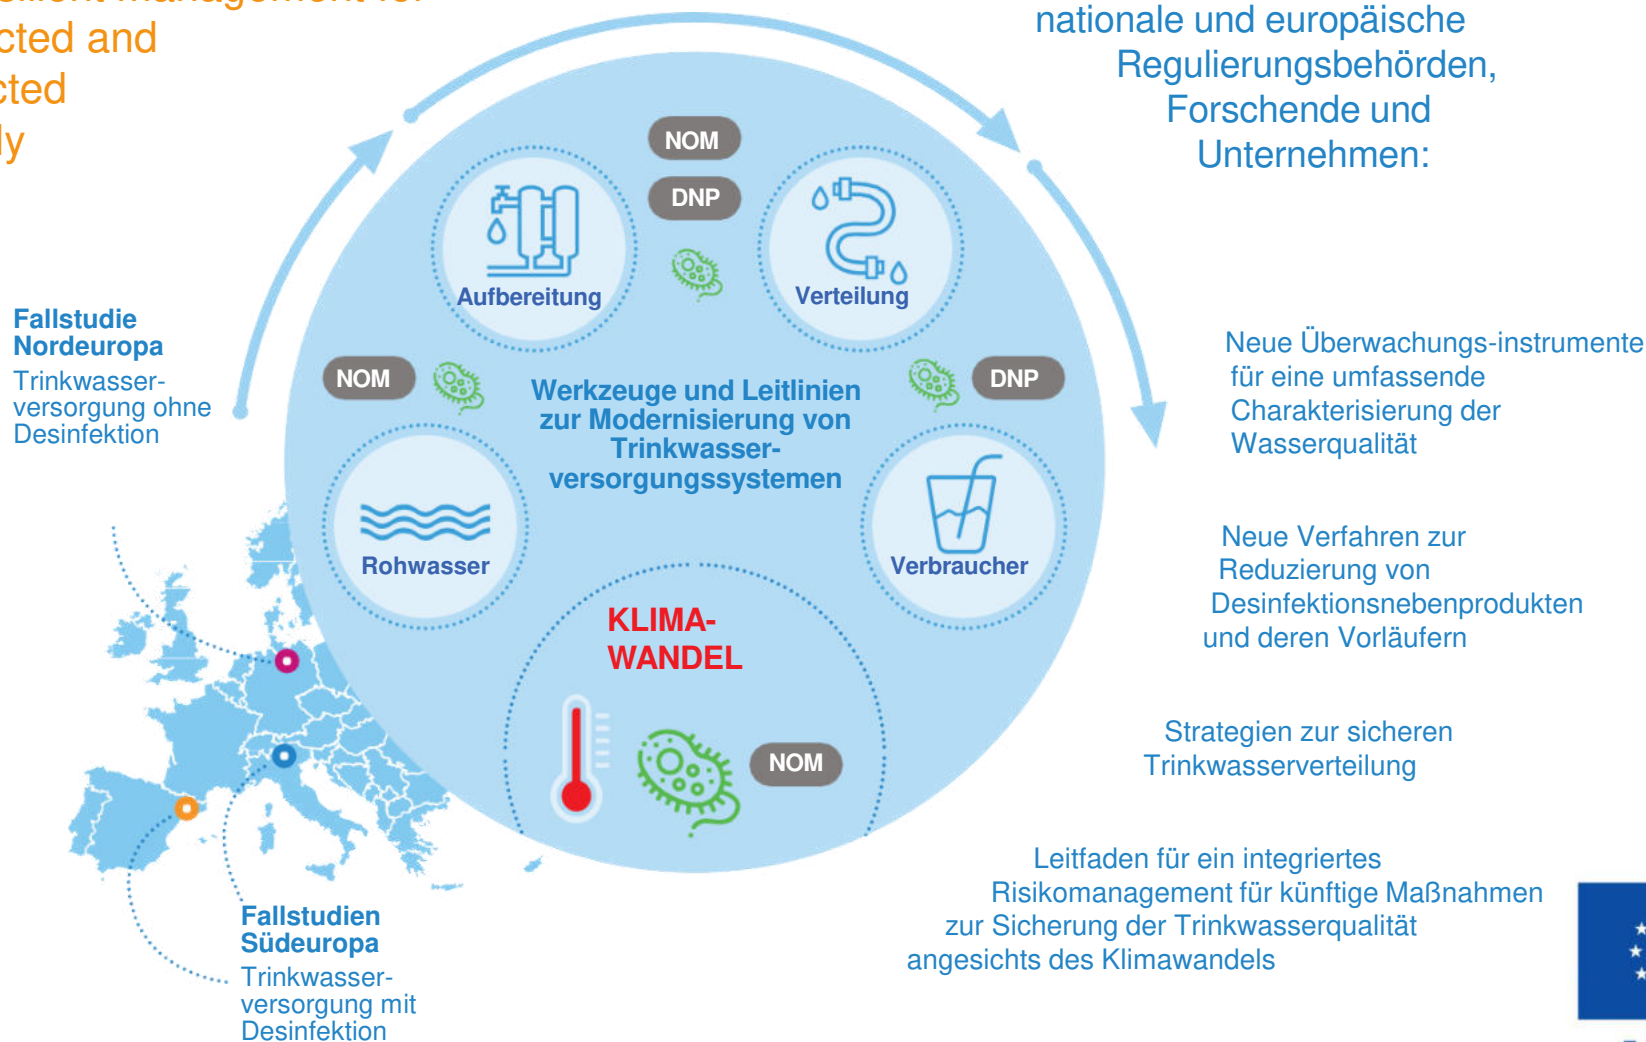 management for
and
nationale und europäische
Regulierungsbehörden,
Forschende und
Unternehmen:
NOM
DNP
Aufbereitung
Verteilung
Fallstudie
Nordeuropa
Trinkwasser-
versorgung ohne
Desinfektion
NOM
DNP
Werkzeuge und Leitlinien
zur Modernisierung von
Trinkwasser-
versorgungssystemen
Rohwasser
Verbraucher
Neue Überwachungs-instrumente
für eine umfassende
Charakterisierung der
Wasserqualität
Neue Verfahren zur
Reduzierung von
Desinfektionsnebenprodukten
und deren Vorläufern
KLIMA-
WANDEL
NOM
Strategien zur sicheren
Trinkwasserverteilung
Leitfaden für ein integriertes
Risikomanagement für künftige Maßnahmen
zur Sicherung der Trinkwasserqualität
angesichts des Klimawandels
Fallstudien
Südeuropa
Trinkwasser-
versorgung mit
Desinfektion